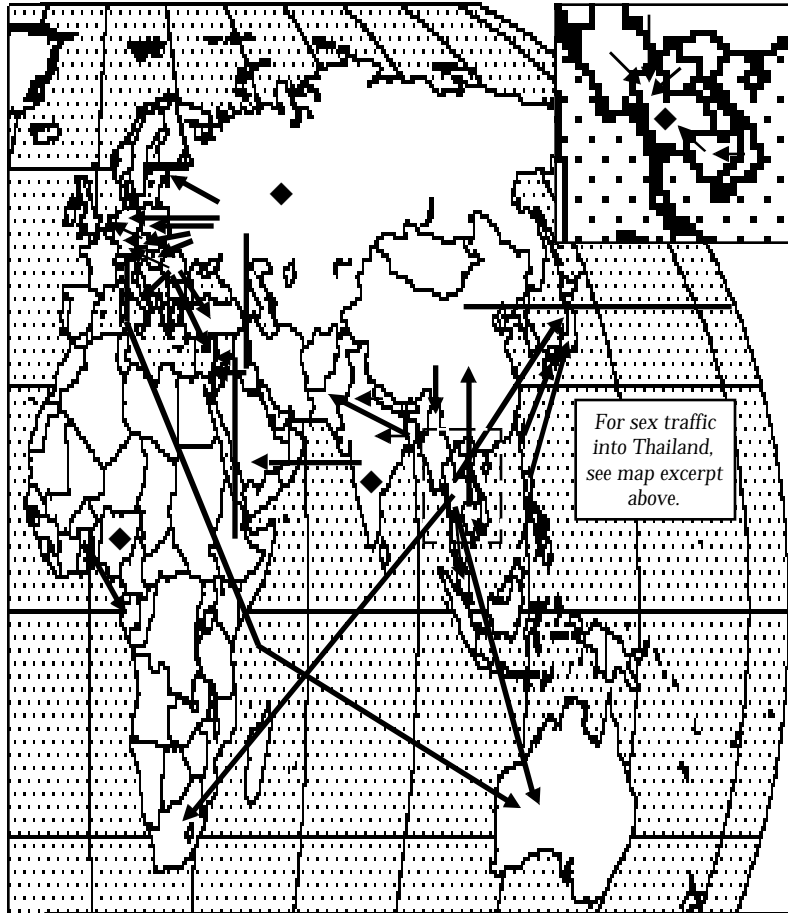 For sex traffic
into Thailand,
see map excerpt
above.